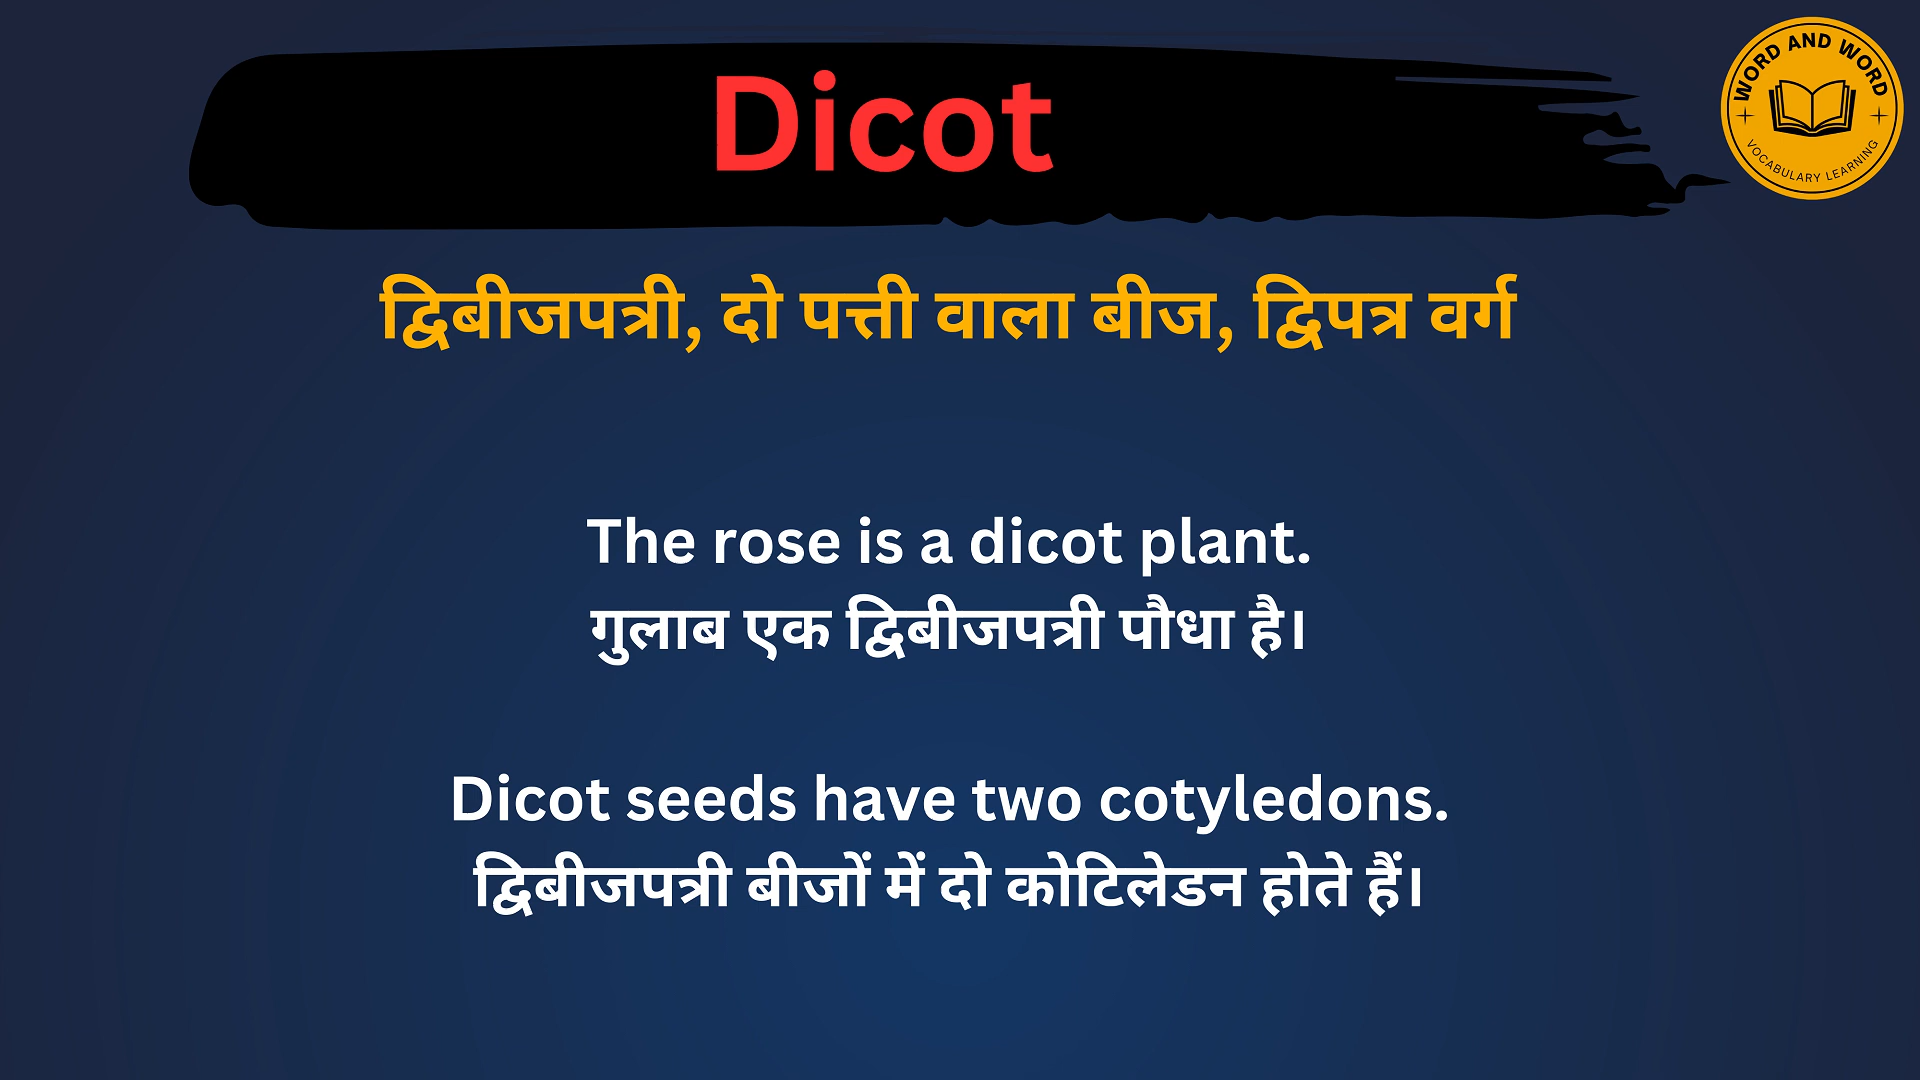 Dicot
WORD AND WORD
VOCABULARY LEARNING
द्विबीजपत्री, दो पत्ती वाला बीज, द्विपत्र वर्ग
The rose is a dicot plant.
गुलाब एक द्विबीजपत्री पौधा है।
Dicot seeds have two cotyledons.
द्विबीजपत्री बीजों में दो कोटिलेडन होते हैं।